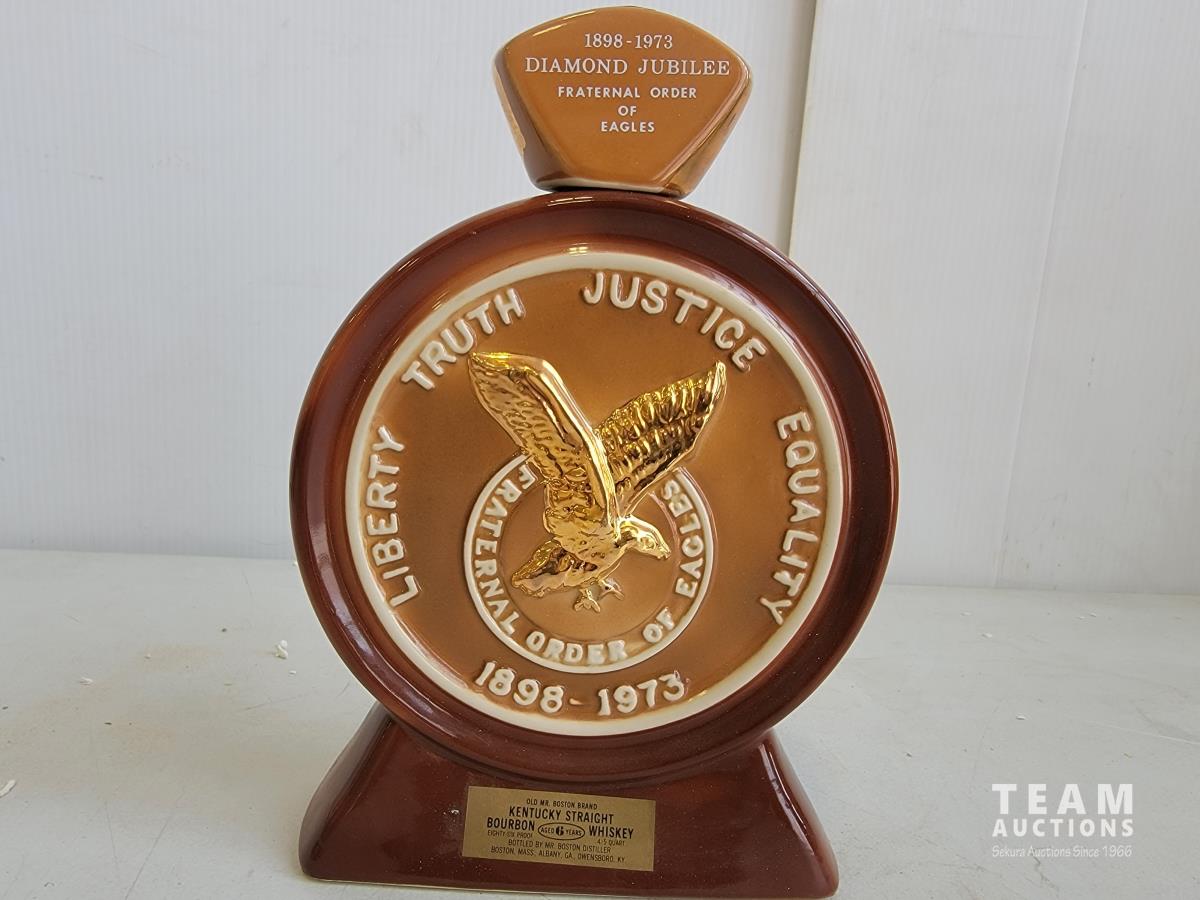 1898-1973
DIAMOND JUBILEE
FRATERNAL ORDER
OF
EAGLES
LIBERTY TRUTH JUSTICE EQUALITY
FRATERNAL ORDER OF EAGLES
1898-1973
OLD MR. BOSTON BRAND
KENTUCKY STRAIGHT
BOURBON AGED 6 YEARS WHISKEY
EIGHTY-SIX PROOF 4/5 QUART
BOTTLED BY MR. BOSTON DISTILLER
BOSTON, MASS., ALBANY, GA., OWENSBORO, KY.
TEAM
AUCTIONS
Sekura Auctions Since 1966